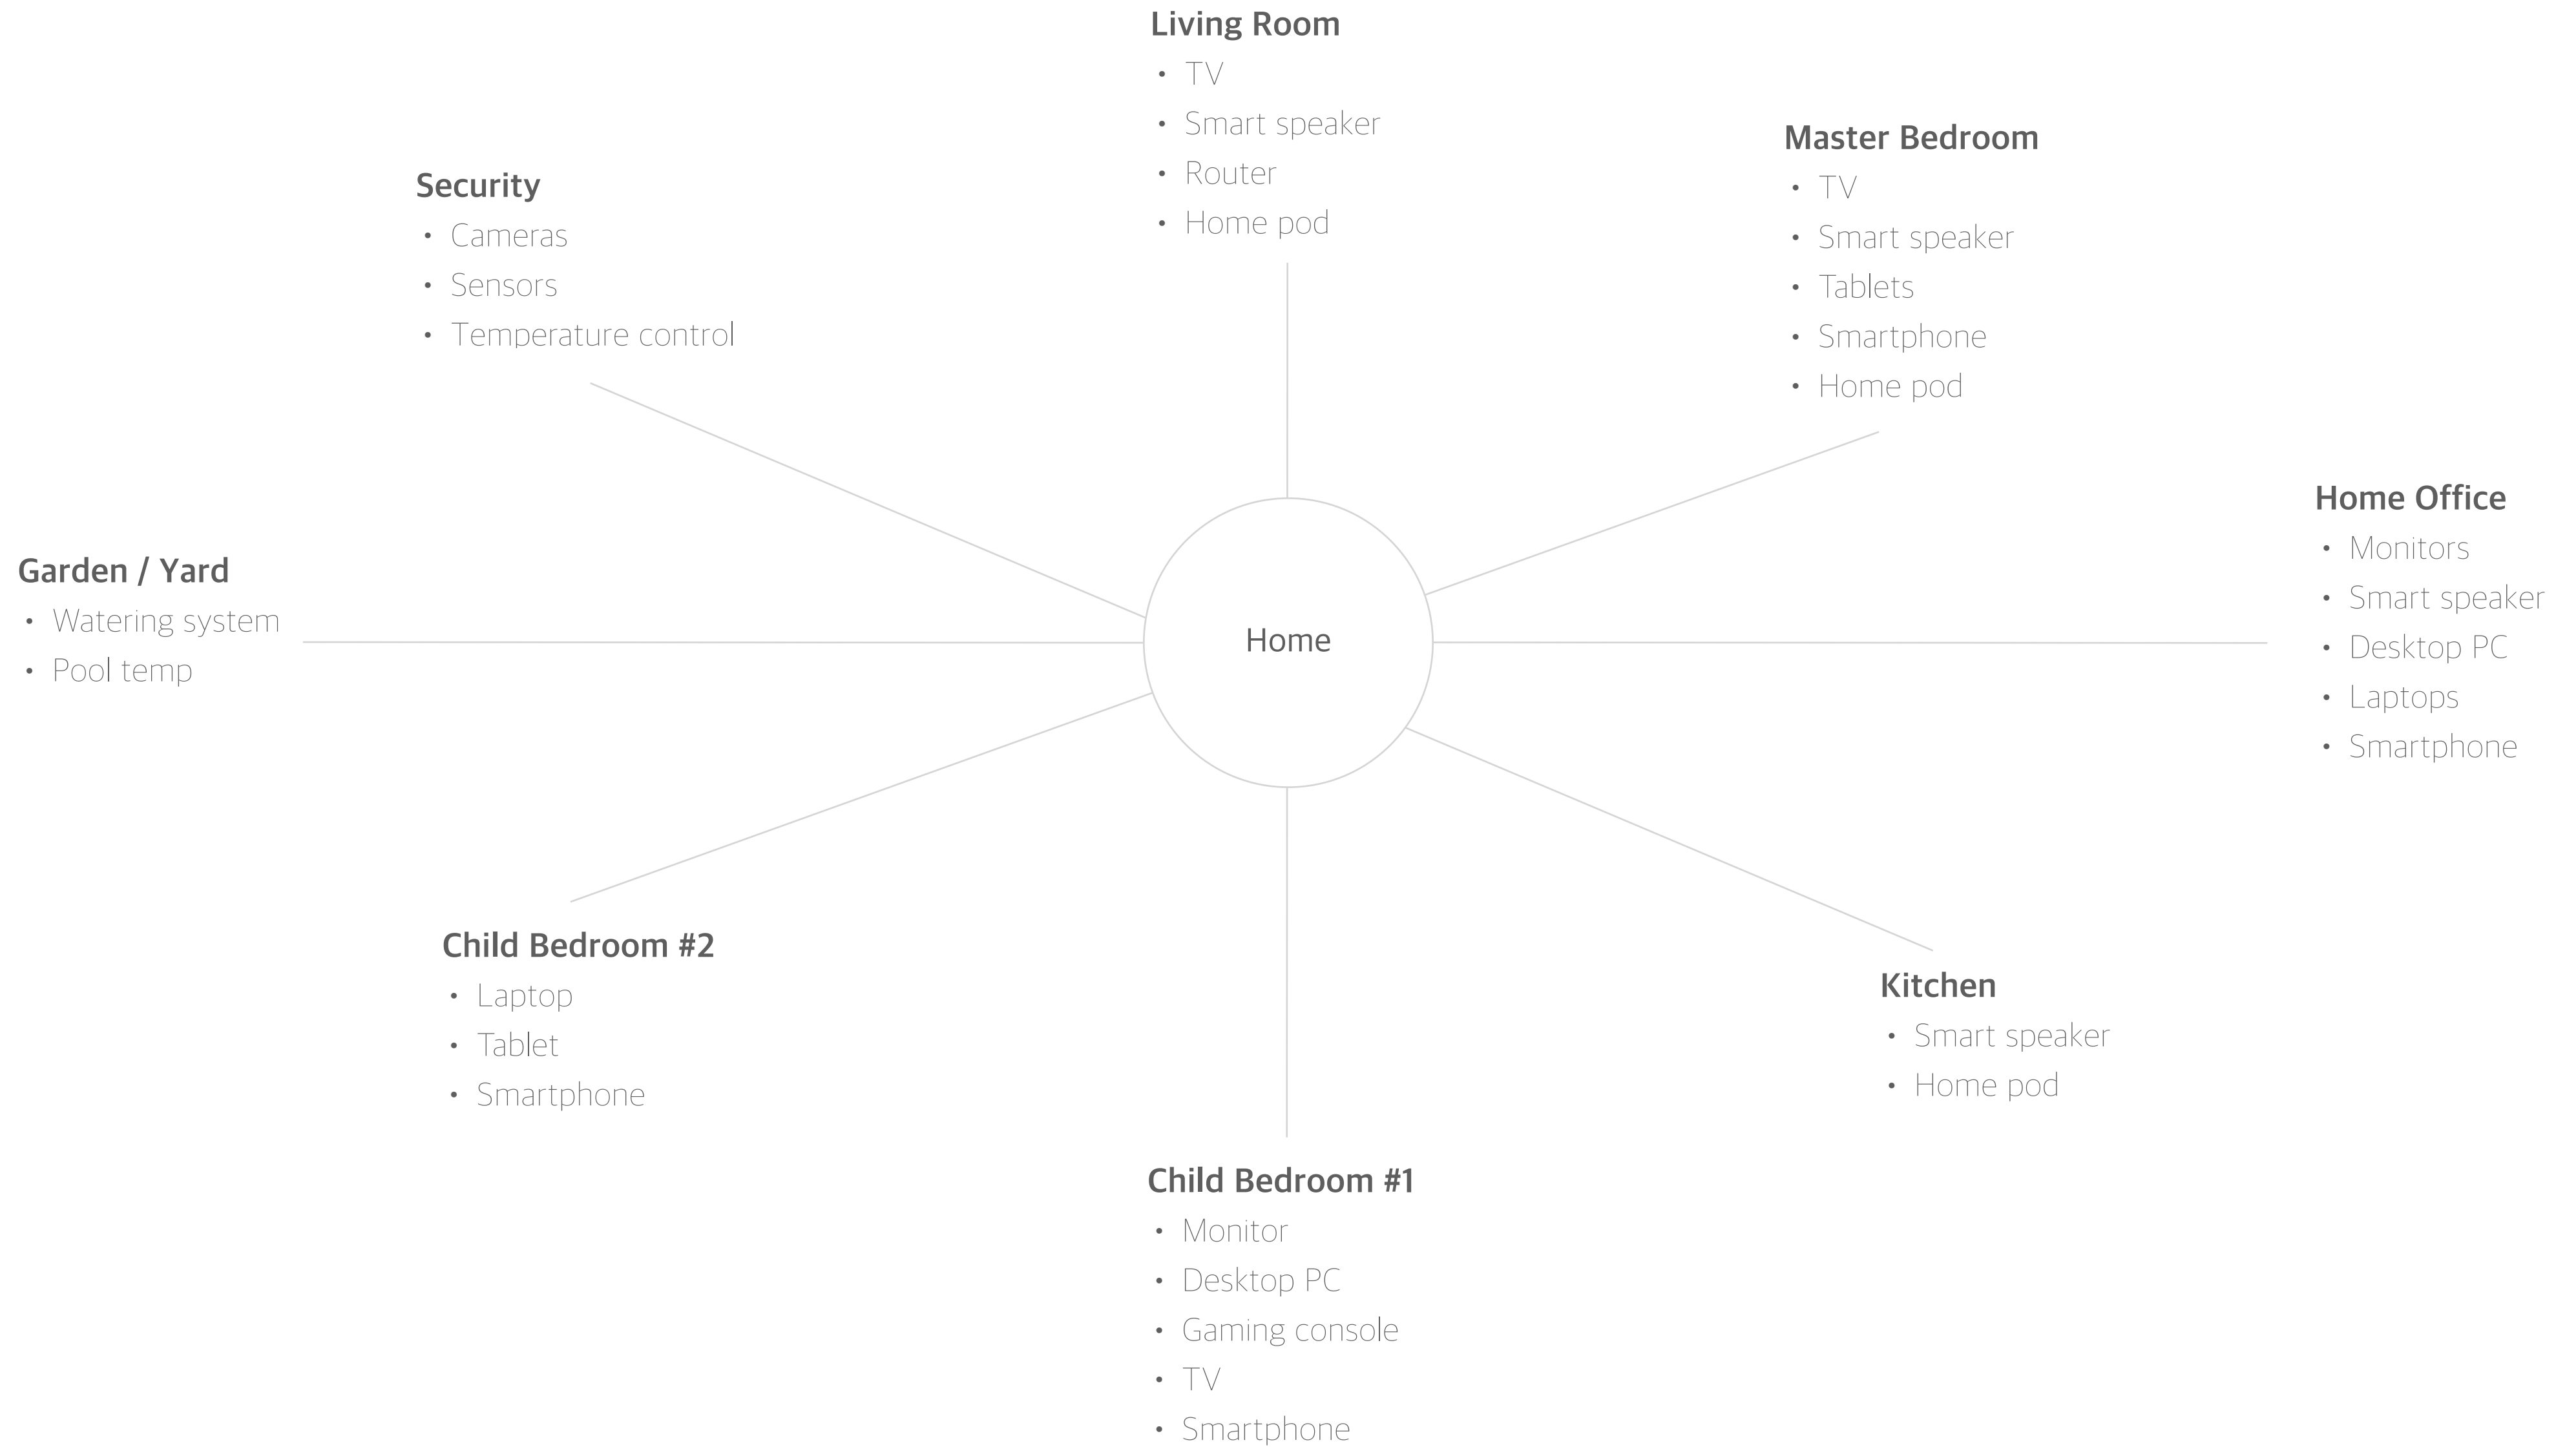 Living Room
• TV
• Smart speaker
• Router
• Home pod
Master Bedroom
• TV
• Smart speaker
• Tablets
• Smartphone
• Home pod
Security
• Cameras
• Sensors
• Temperature control
Home Office
• Monitors
• Smart speaker
• Desktop PC
• Laptops
• Smartphone
Garden / Yard
• Watering system
• Pool temp
Home
Child Bedroom #2
• Laptop
• Tablet
• Smartphone
Kitchen
• Smart speaker
• Home pod
Child Bedroom #1
• Monitor
• Desktop PC
• Gaming console
• TV
• Smartphone